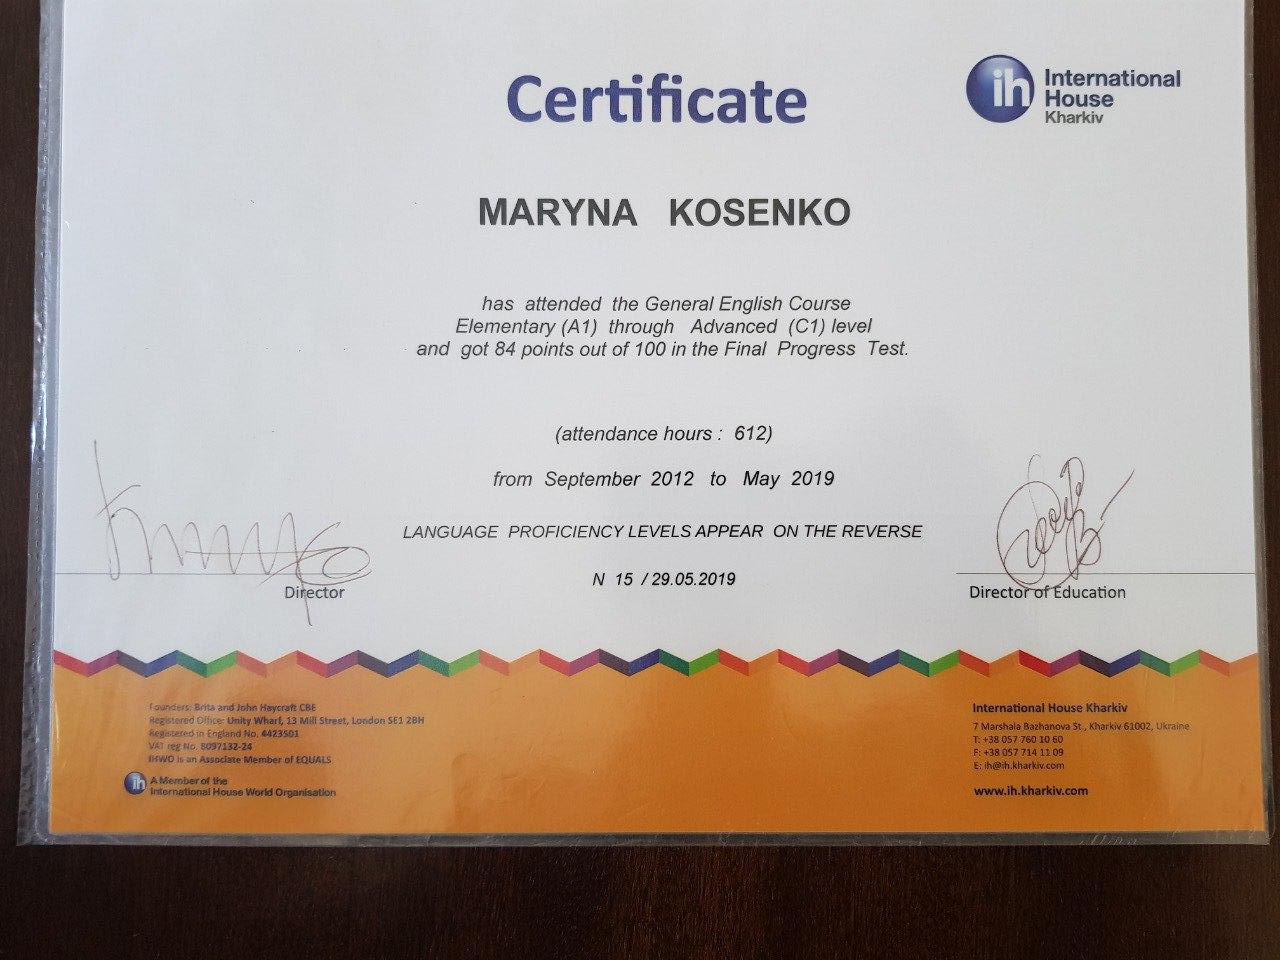 Certificate
ih International
House
Kharkiv
MARYNA KOSENKO
has attended the General English Course
Elementary (A1) through Advanced (C1) level
and got 84 points out of 100 in the Final Progress Test.
(attendance hours : 612)
from September 2012 to May 2019
LANGUAGE PROFICIENCY LEVELS APPEAR ON THE REVERSE
N 15 / 29.05.2019
Director
Director of Education
Founders: Brita and John Haycraft CBE
Registered Office: Unity Wharf, 13 Mill Street, London SE1 2BH
Registered in England No. 4423501
VAT reg No. 8097132-24
IHWO is an Associate Member of EQUALS
ih A Member of the
International House World Organisation
International House Kharkiv
7 Marshala Bazhanova St., Kharkiv 61002, Ukraine
T: +38 057 760 10 60
F: +38 057 714 11 09
E: ih@ih.kharkiv.com
www.ih.kharkiv.com